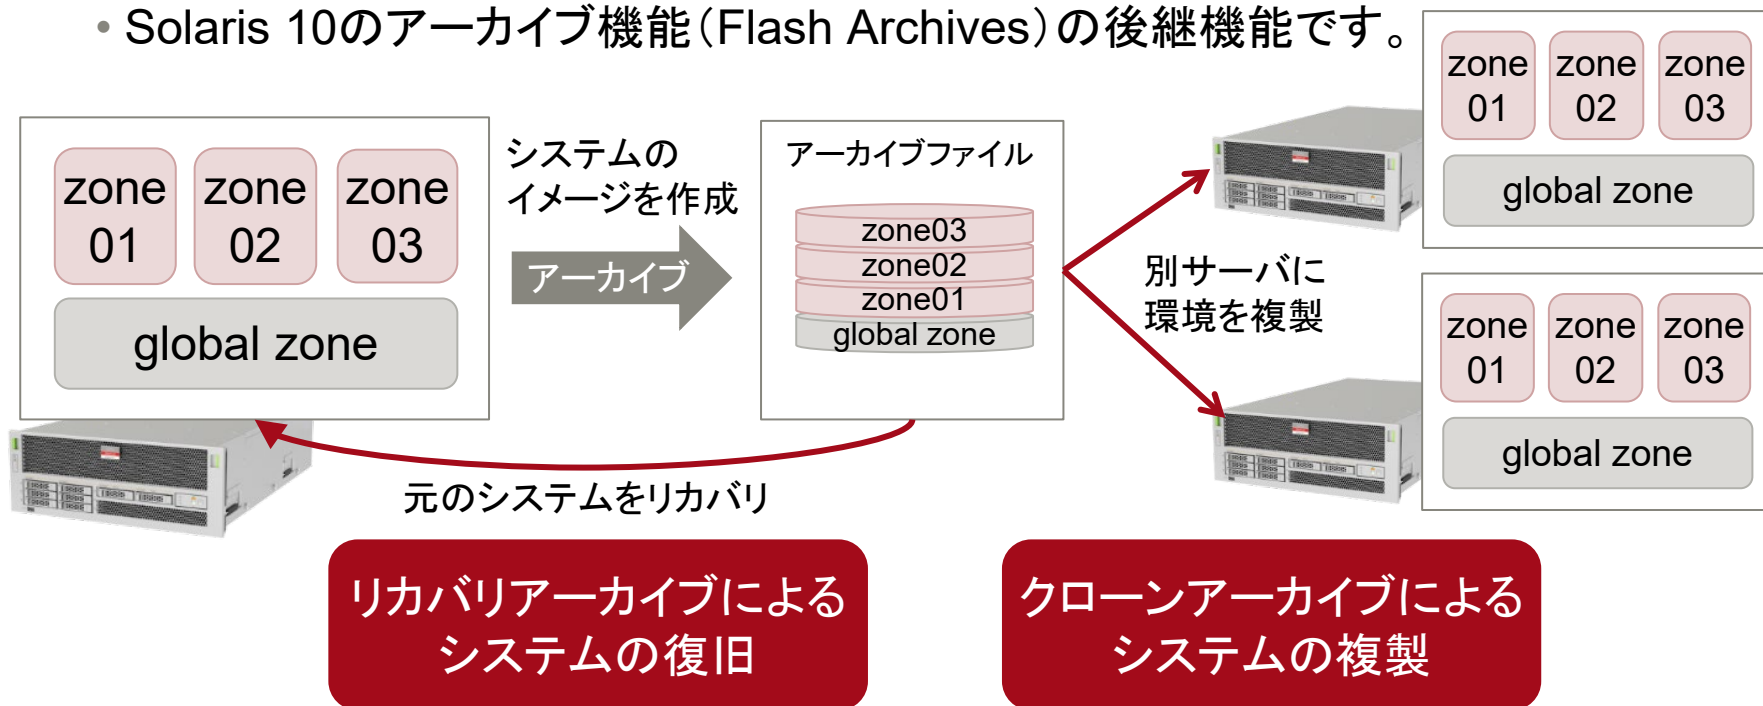 • Solaris 10のアーカイブ機能（Flash Archives）の後継機能です。
zone
01
zone
02
zone
03
global zone
システムの
イメージを作成
アーカイブ
アーカイブファイル
zone03
zone02
zone01
global zone
別サーバに
環境を複製
zone
01
zone
02
zone
03
global zone
zone
01
zone
02
zone
03
global zone
元のシステムをリカバリ
リカバリアーカイブによる
システムの復旧
クローンアーカイブによる
システムの複製